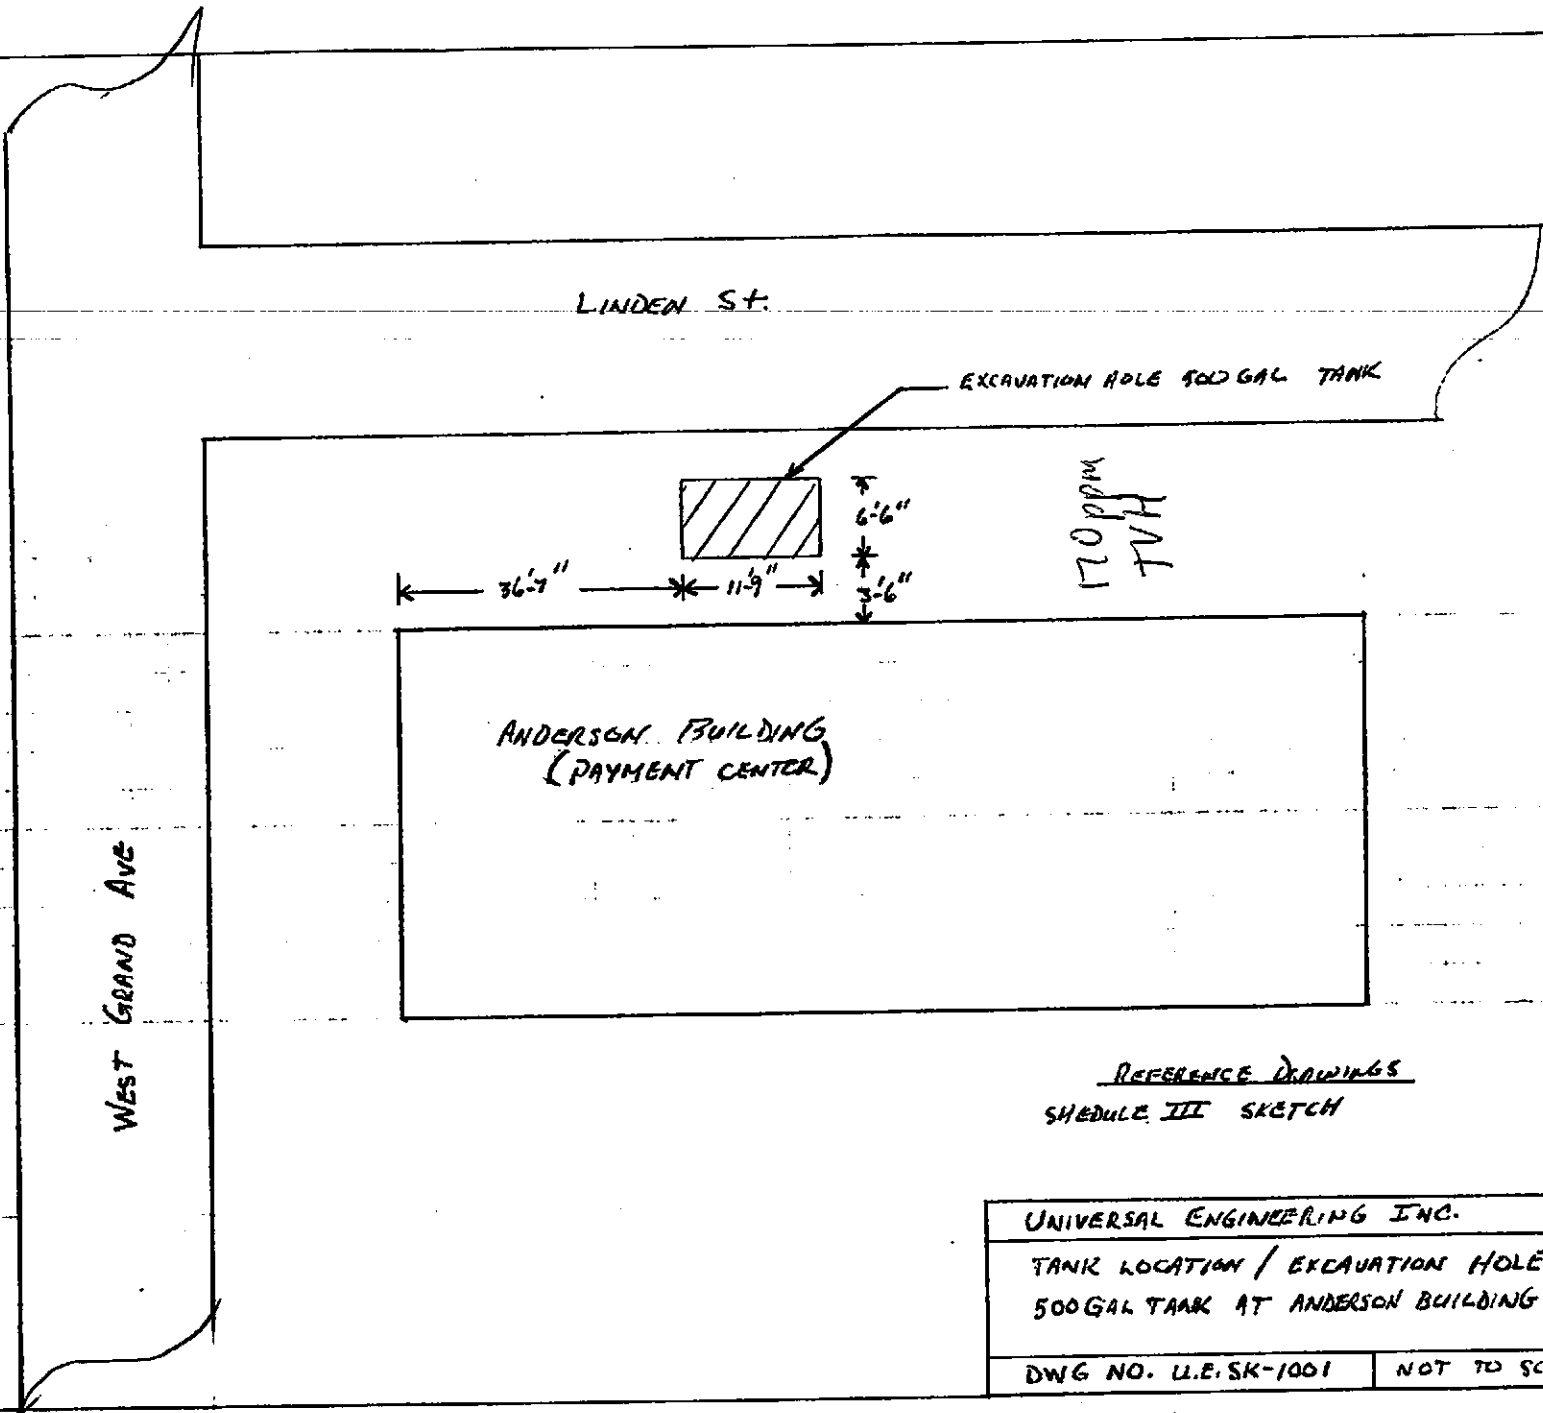 LINDEN St.
EXCAVATION HOLE 500 GAL TANK
6'-6"
120 ppm
TVH
36'-7"
11'-9"
3'-6"
ANDERSON BUILDING
(PAYMENT CENTER)
WEST GRAND AVE
REFERENCE DRAWINGS
SHEDULE III SKETCH
UNIVERSAL ENGINEERING INC.
TANK LOCATION / EXCAVATION HOLE
500 GAL TANK AT ANDERSON BUILDING
DWG NO. U.E. SK-1001
NOT TO SC